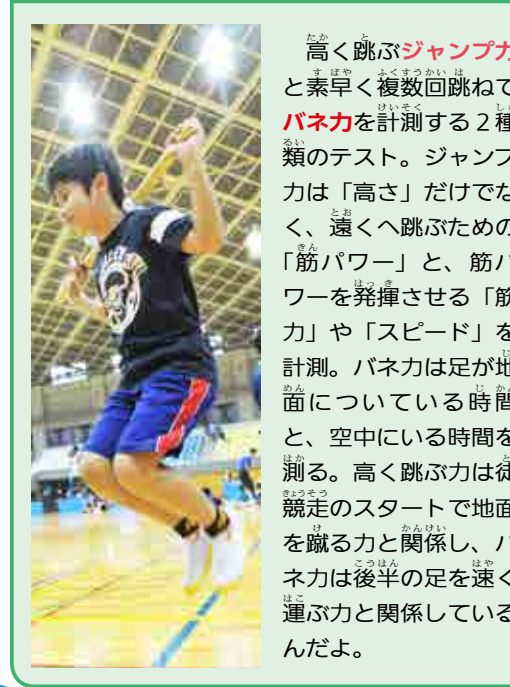 高く跳ぶジャンプ力
と素早く複数回跳ねて
バネ力を計測する2種
類のテスト。ジャンプ
力は「高さ」だけでな
く、遠くへ跳ぶための
「筋パワー」と、筋パ
ワーを発揮させる「筋
力」や「スピード」を
計測。バネ力は足が地
面についている時間
と、空中にいる時間を
測る。高く跳ぶ力は徒
競走のスタートで地面
を蹴る力と関係し、バ
ネ力は後半の足を速く
運ぶ力と関係している
んだよ。